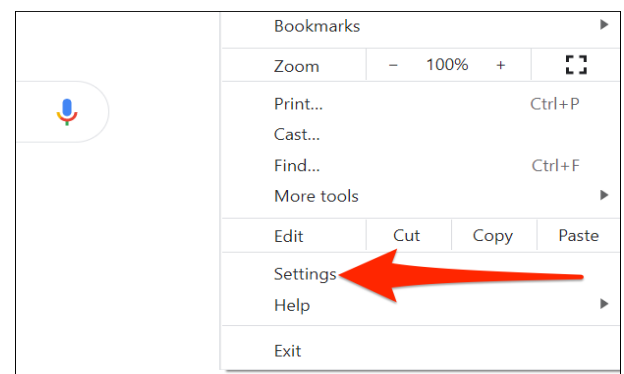 Bookmarks
Zoom - 100% +
Print... Ctrl+P
Cast...
Find... Ctrl+F
More tools
Edit Cut Copy Paste
Settings
Help
Exit